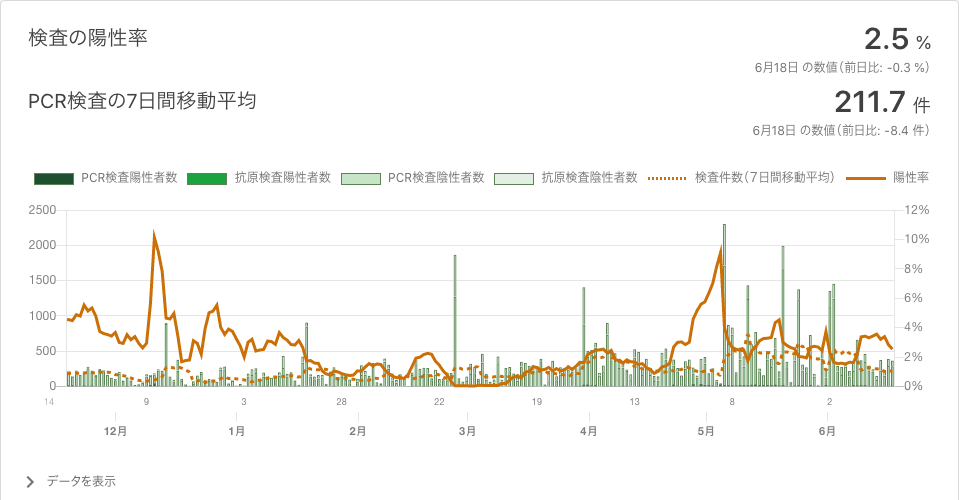 検査の陽性率
2.5 %
6月18日 の数値（前日比: -0.3 %）
PCR検査の7日間移動平均
211.7 件
6月18日 の数値（前日比: -8.4 件）
PCR検査陽性者数 抗原検査陽性者数 PCR検査陰性者数 抗原検査陰性者数 検査件数（7日間移動平均） 陽性率
2500 12%
2000 10%
1500 8%
1000 6%
500 4%
0 2%
0%
14 9 3 28 22 19 13 8 2
12月 1月 2月 3月 4月 5月 6月
データを表示